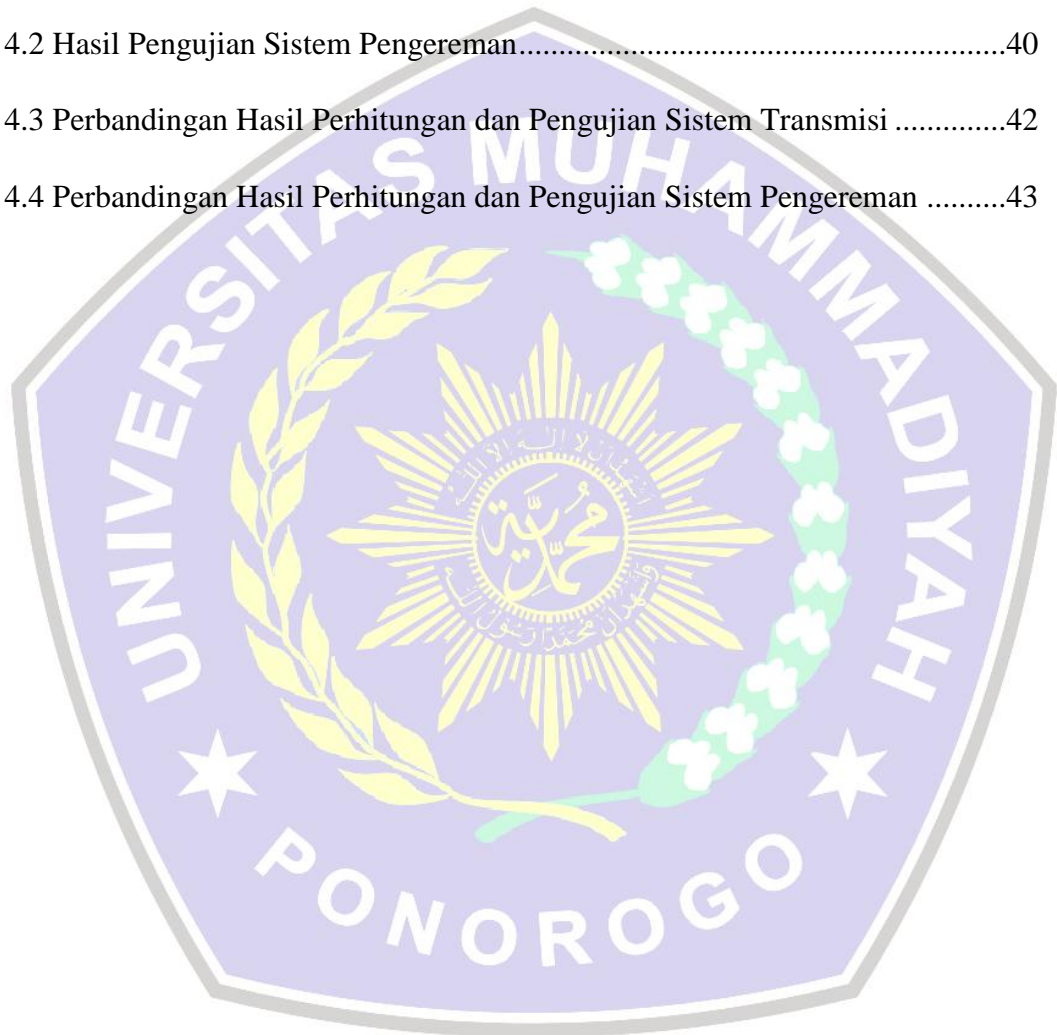 4.2 Hasil Pengujian Sistem Pengereman.................................................................40
4.3 Perbandingan Hasil Perhitungan dan Pengujian Sistem Transmisi ..............42
4.4 Perbandingan Hasil Perhitungan dan Pengujian Sistem Pengereman ..........43
UNIVERSITAS MUHAMMADIYAH
محمدية
PONOROGO